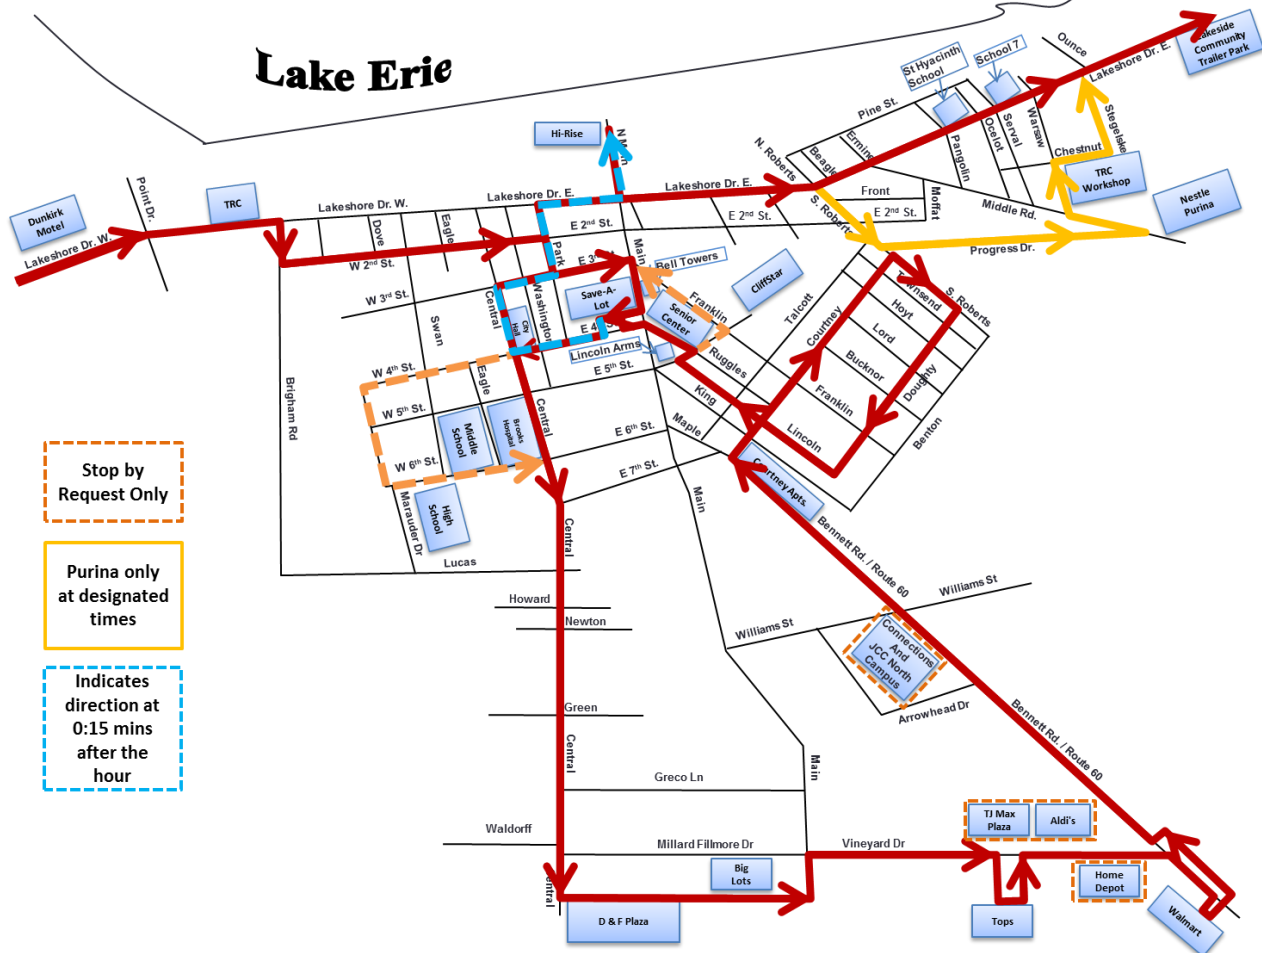 Lake Erie
Ounce
Lakeside
Community
Trailer Park
Lakeshore Dr. E.
School 7
St Hyacinth
School
Pine St.
Stegelske
Warsaw
Serval
Ocelot
Pangolin
Ermine
Beagle
N. Roberts
Chestnut
TRC
Workshop
Nestle
Purina
Middle Rd.
Moffat
Front
E 2nd St.
S. Roberts
Progress Dr.
Hi-Rise
N Main
Lakeshore Dr. E.
Lakeshore Dr. E.
Lakeshore Dr. W.
TRC
Point Dr.
Dunkirk
Motel
Lakeshore Dr. W.
Dove
Eagle
E 2nd St.
E 2nd St.
W 2nd St.
Park
Main
Bell Towers
CliffStar
W 3rd St.
Central
Washington
Save-A-
Lot
City
Hall
E 4
Senior
Center
Franklin
Talcott
Courtney
Townsend
S. Roberts
Hoyt
Lord
Bucknor
Doughty
Franklin
Benton
Lincoln
Lincoln Arms
Ruggles
King
Maple
E 5th St.
Swan
W 4th St.
Eagle
W 5th St.
Middle
School
Brooks
Hospital
Central
W 6th St.
E 6th St.
E 7th St.
Brigham Rd
Marauder Dr
High
School
Lucas
Main
Courtney Apts.
Bennett Rd. / Route 60
Central
Howard
Newton
Williams St
Williams St
Connections
And
JCC North
Campus
Arrowhead Dr
Bennett Rd. / Route 60
Green
Central
Main
Greco Ln
Waldorff
Millard Fillmore Dr
Vineyard Dr
TJ Max
Plaza
Aldi's
Big
Lots
Home
Depot
Walmart
Tops
D & F Plaza
entral
Stop by
Request Only
Purina only
at designated
times
Indicates
direction at
0:15 mins
after the
hour